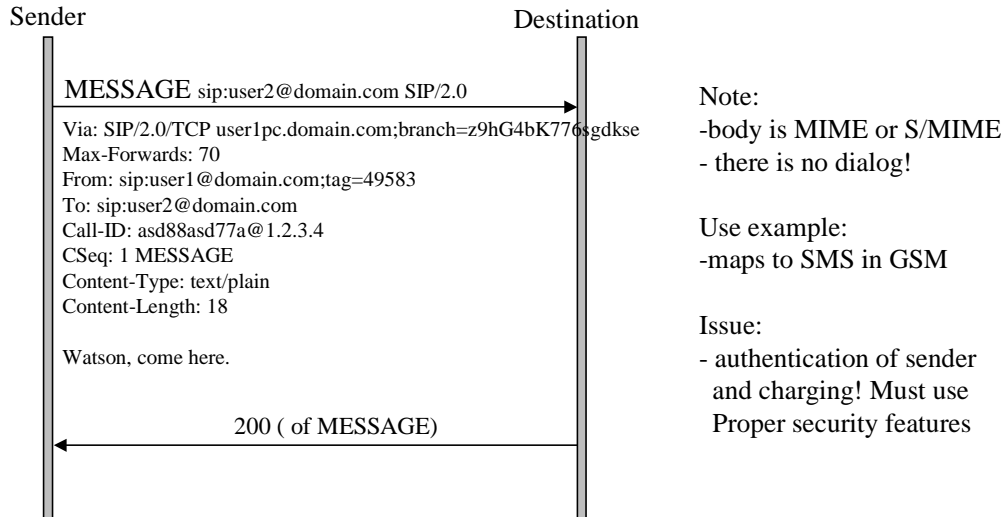 Sender
Destination
MESSAGE sip:user2@domain.com SIP/2.0
Via: SIP/2.0/TCP user1pc.domain.com;branch=z9hG4bK776sgdkse
Max-Forwards: 70
From: sip:user1@domain.com;tag=49583
To: sip:user2@domain.com
Call-ID: asd88asd77a@1.2.3.4
CSeq: 1 MESSAGE
Content-Type: text/plain
Content-Length: 18
Watson, come here.
200 ( of MESSAGE)
Note:
-body is MIME or S/MIME
- there is no dialog!
Use example:
-maps to SMS in GSM
Issue:
- authentication of sender
and charging! Must use
Proper security features